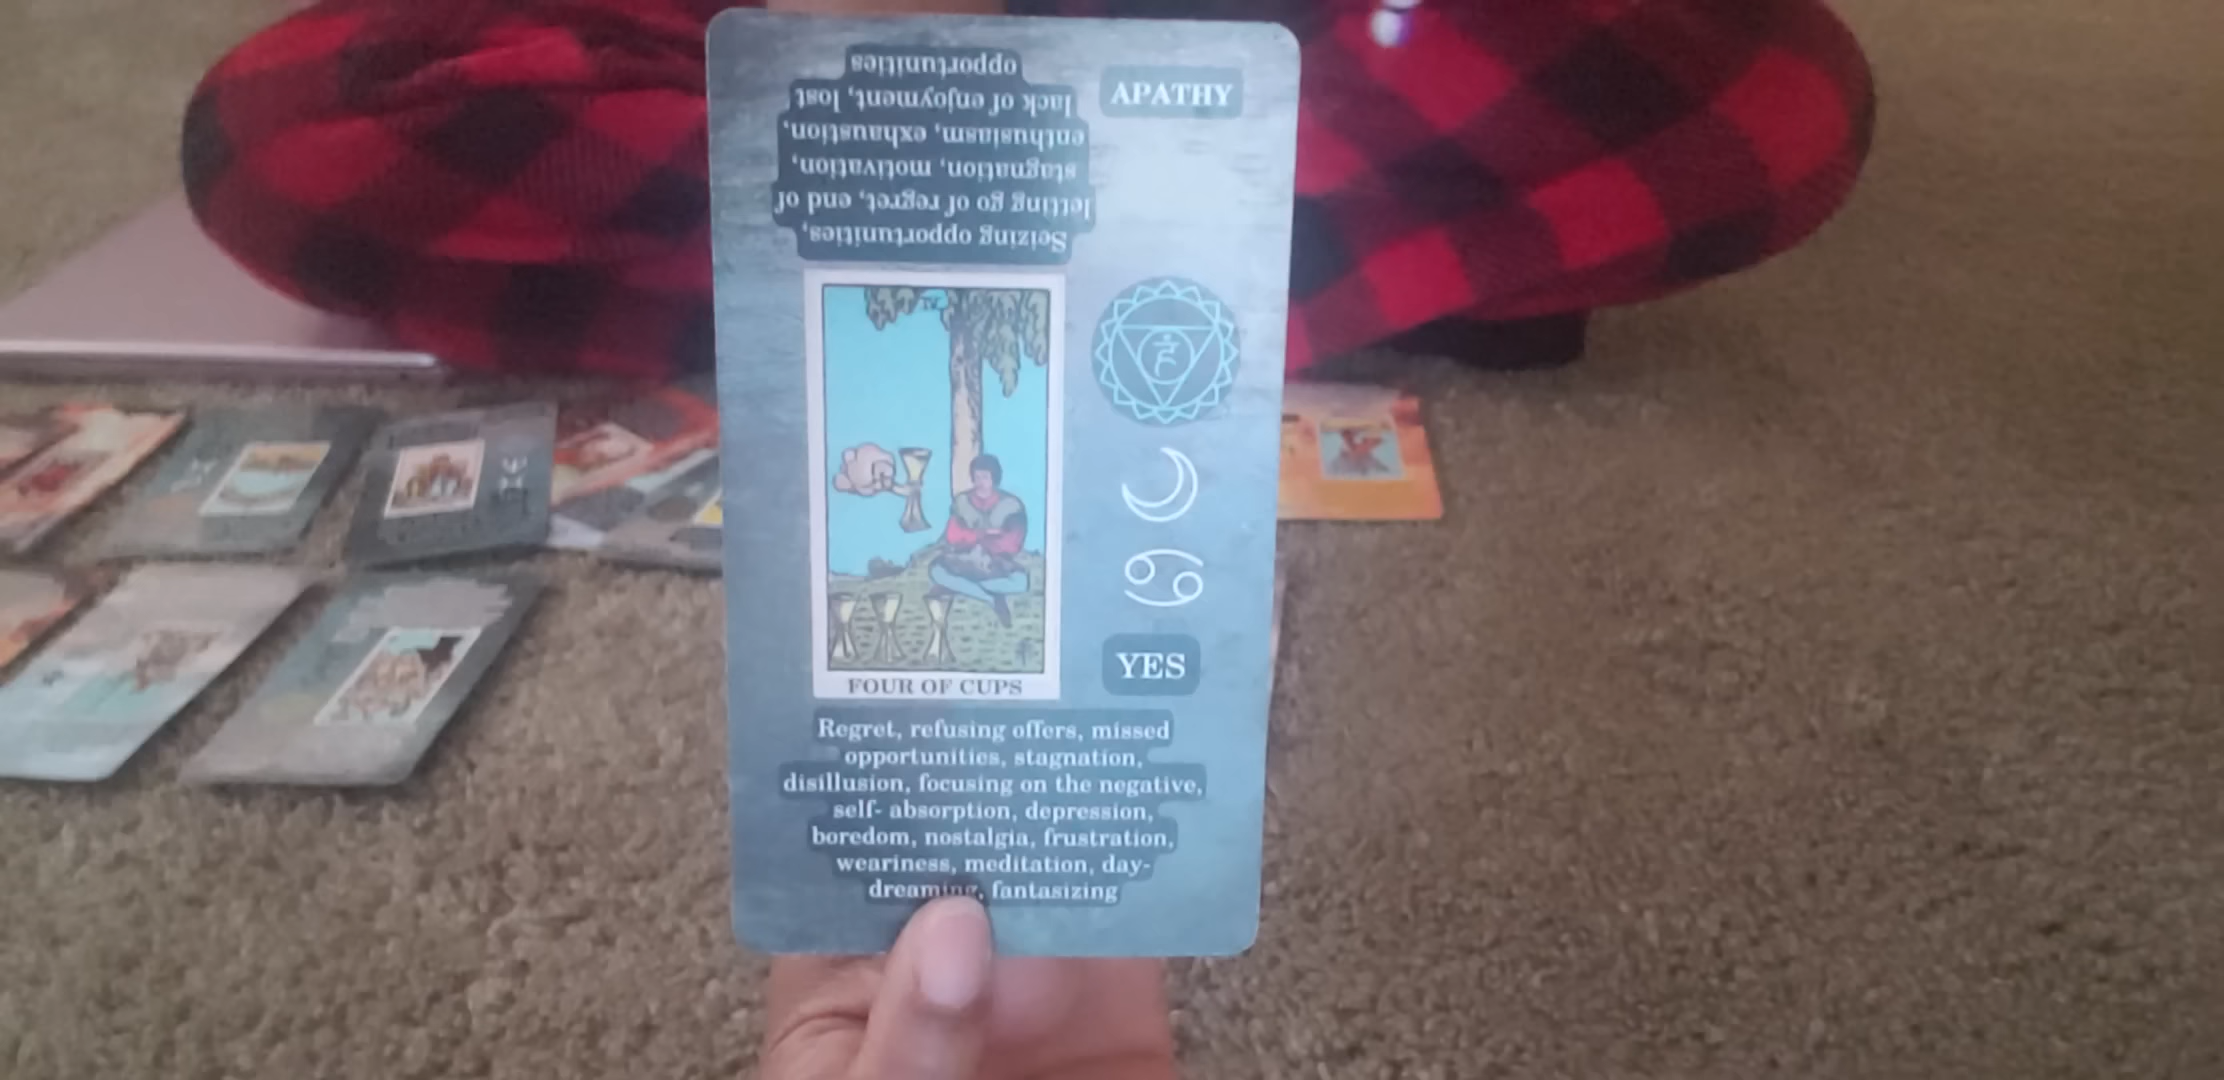 Seizing opportunities,
letting go of regret, end of
stagnation, motivation,
enthusiasm, exhaustion,
lack of enjoyment, lost
opportunities
APATHY
IV
FOUR OF CUPS
YES
Regret, refusing offers, missed
opportunities, stagnation,
disillusion, focusing on the negative,
self- absorption, depression,
boredom, nostalgia, frustration,
weariness, meditation, day-
dreaming, fantasizing